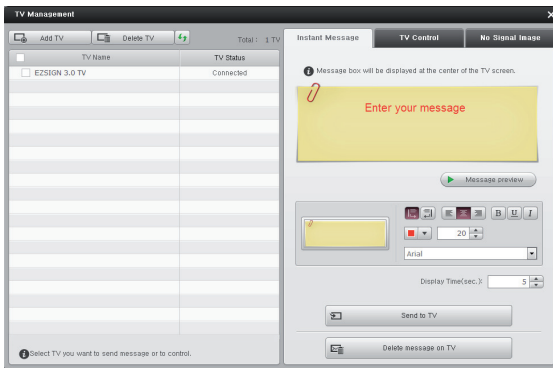 TV Management
Add TV
Delete TV
Total : 1 TV
TV Name
TV Status
EZSIGN 3.0 TV
Connected
Select TV you want to send message or to control.
Instant Message
TV Control
No Signal Image
Message box will be displayed at the center of the TV screen.
Enter your message
Message preview
B U I
20
Arial
Display Time(sec.):
5
Send to TV
Delete message on TV